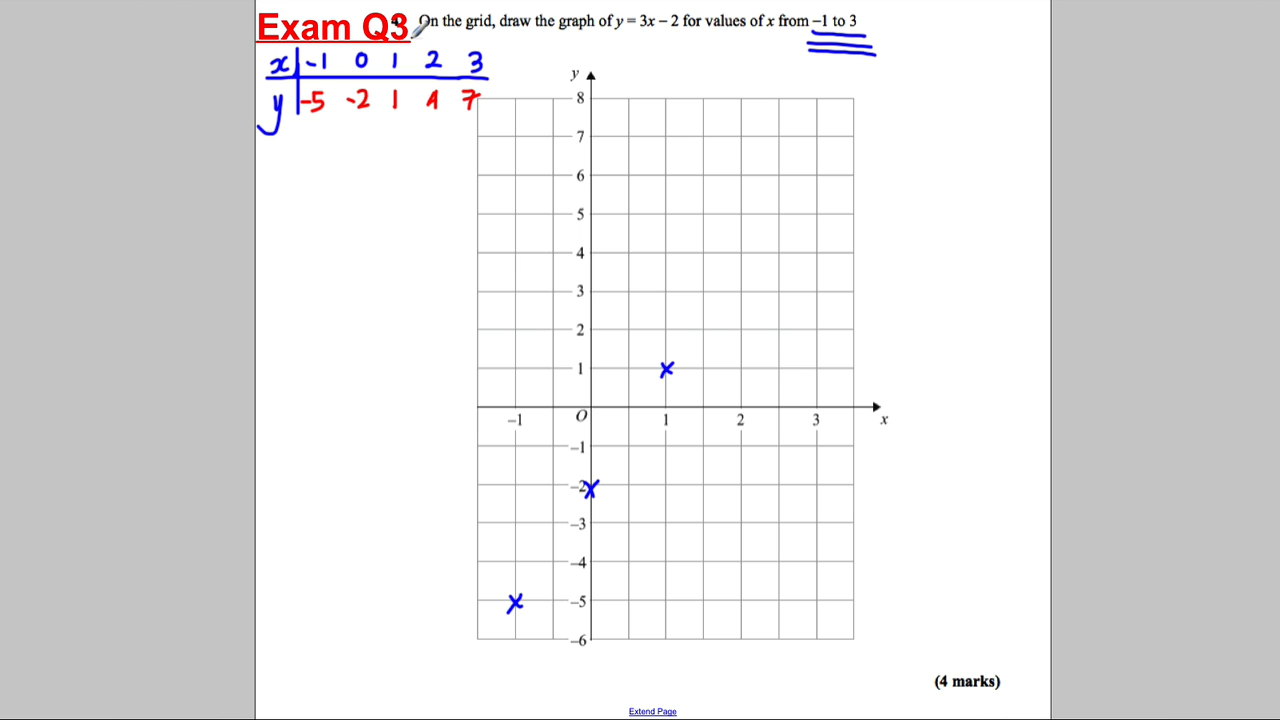 Exam Q3 On the grid, draw the graph of y = 3x – 2 for values of x from –1 to 3
x -1 0 1 2 3
y -5 -2 1 4 7
y
8
7
6
5
4
3
2
1
–1 O 1 2 3 x
–1
–2
–3
–4
–5
–6
(4 marks)
Extend Page